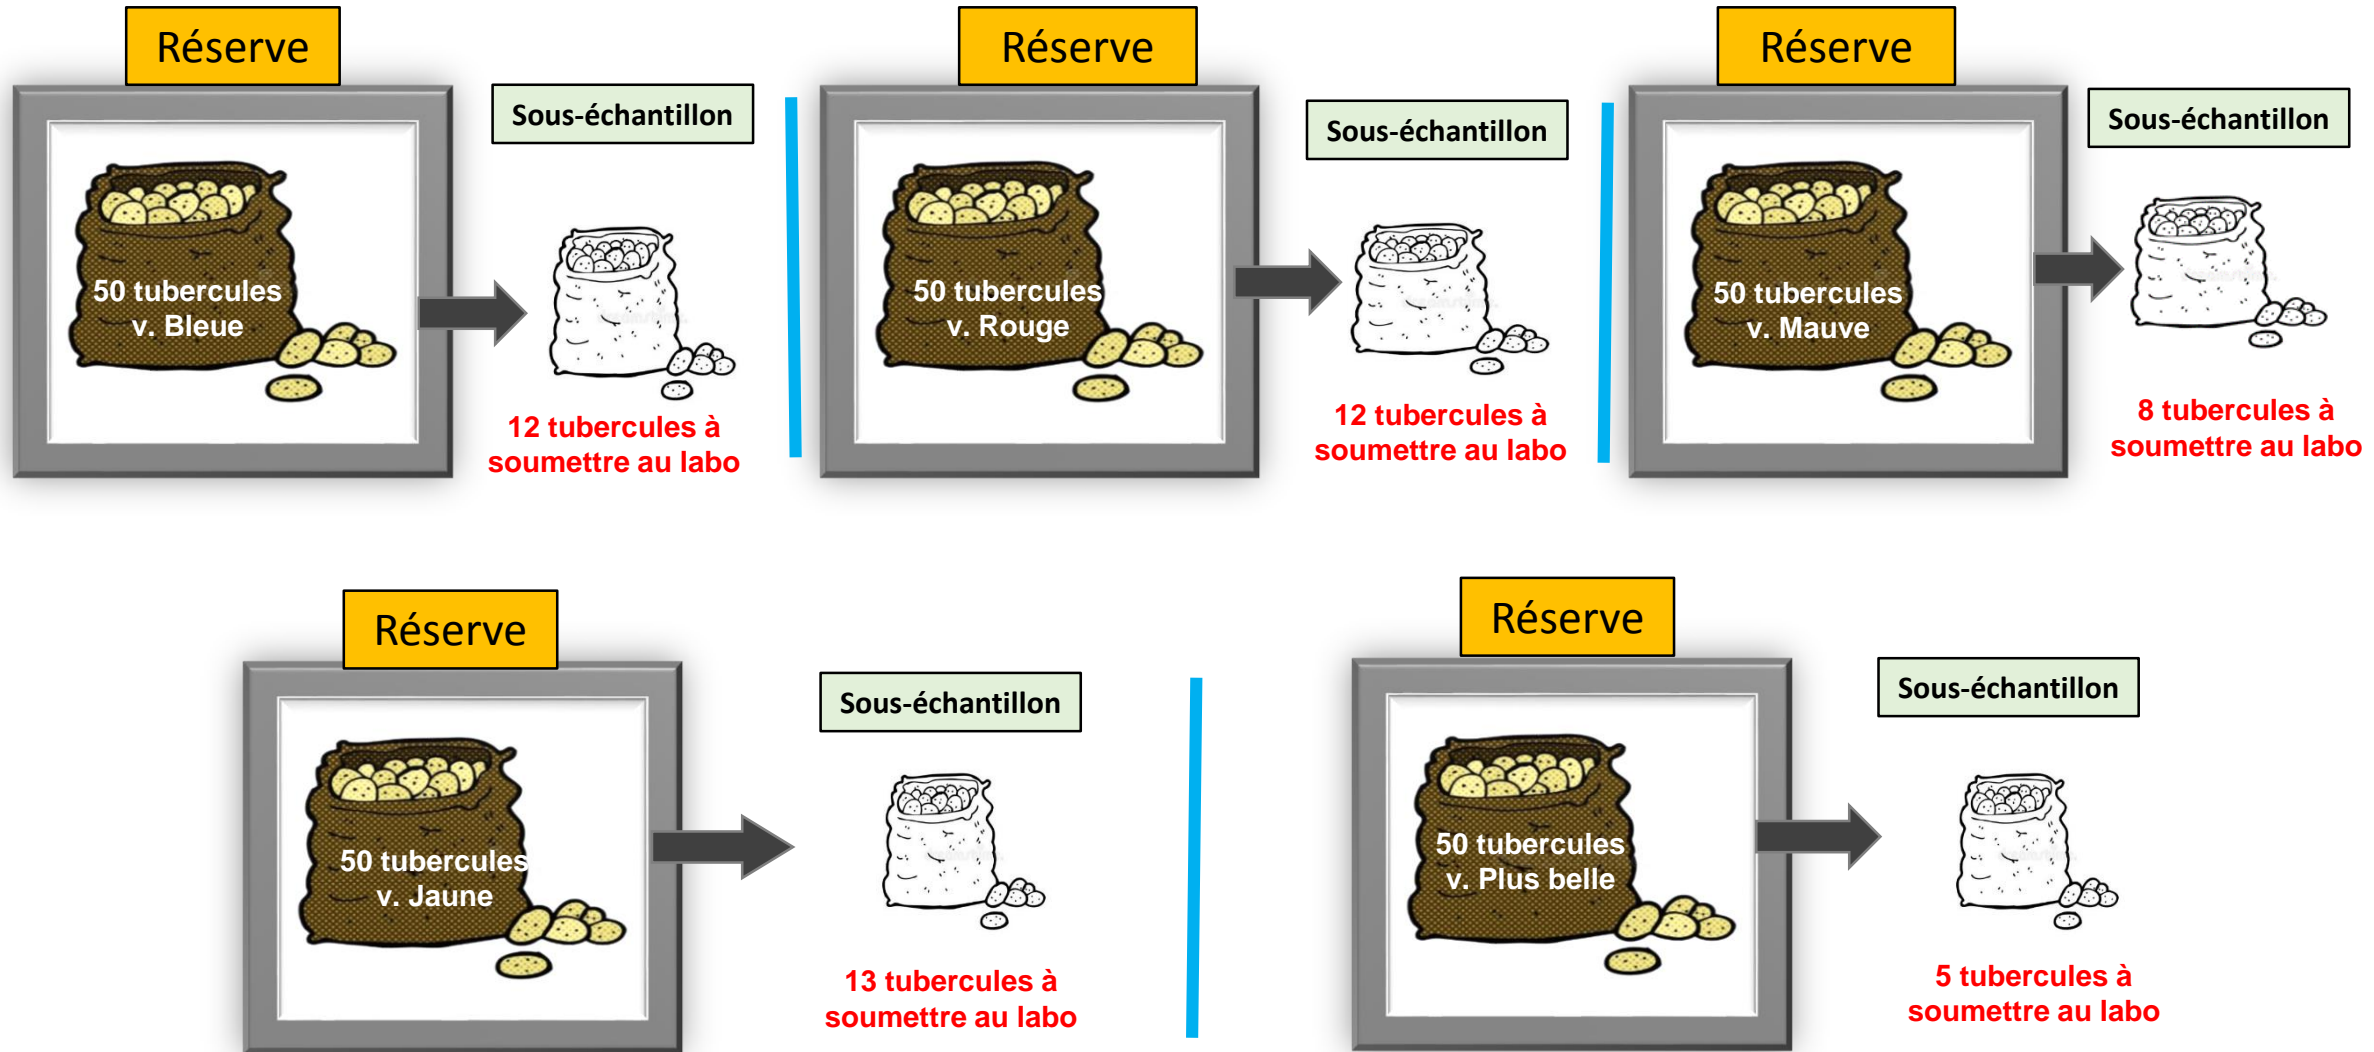 Réserve
Sous-échantillon
50 tubercules
v. Bleue
12 tubercules à
soumettre au labo
Réserve
Sous-échantillon
50 tubercules
v. Rouge
12 tubercules à
soumettre au labo
Réserve
Sous-échantillon
50 tubercules
v. Mauve
8 tubercules à
soumettre au labo
Réserve
Sous-échantillon
50 tubercules
v. Jaune
13 tubercules à
soumettre au labo
Réserve
Sous-échantillon
50 tubercules
v. Plus belle
5 tubercules à
soumettre au labo